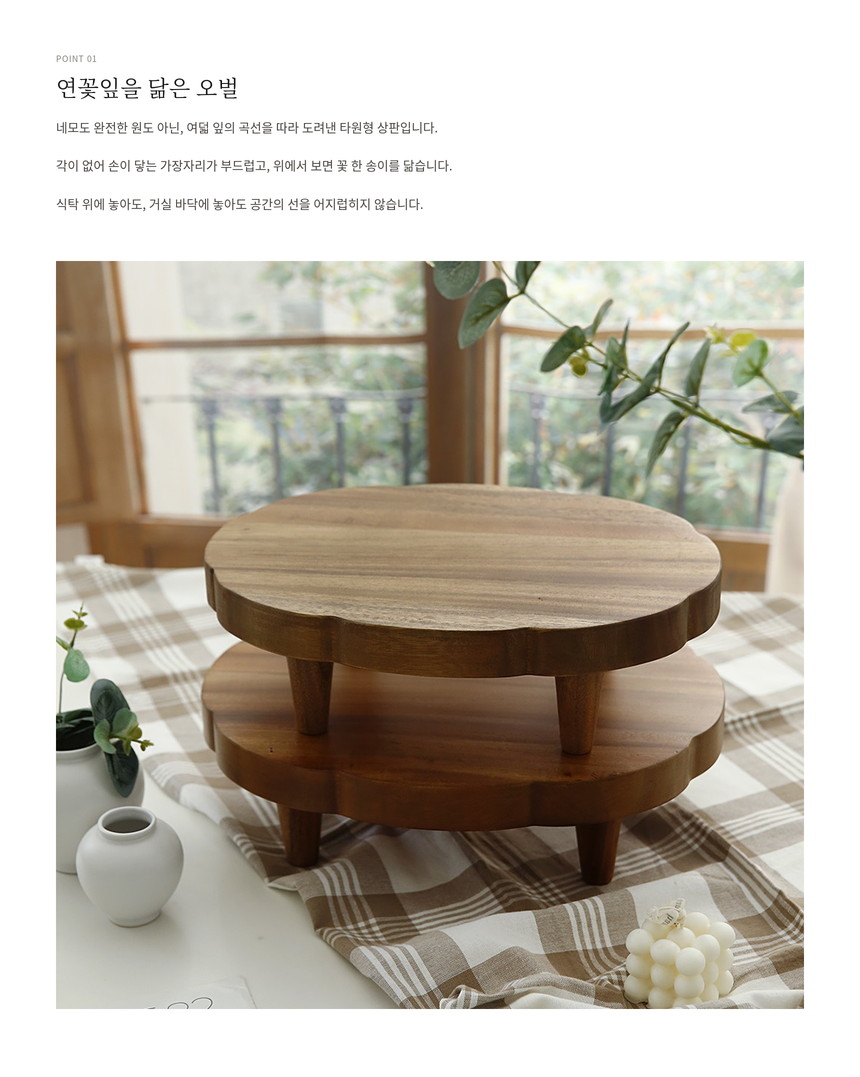 POINT 01
연꽃잎을 닮은 오벌
네모도 완전한 원도 아닌, 여덟 잎의 곡선을 따라 도려낸 타원형 상판입니다.
각이 없어 손이 닿는 가장자리가 부드럽고, 위에서 보면 꽃 한 송이를 닮습니다.
식탁 위에 놓아도, 거실 바닥에 놓아도 공간의 선을 어지럽히지 않습니다.